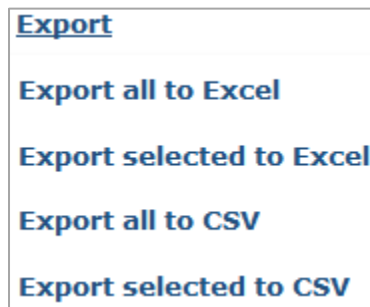 Export
Export all to Excel
Export selected to Excel
Export all to CSV
Export selected to CSV